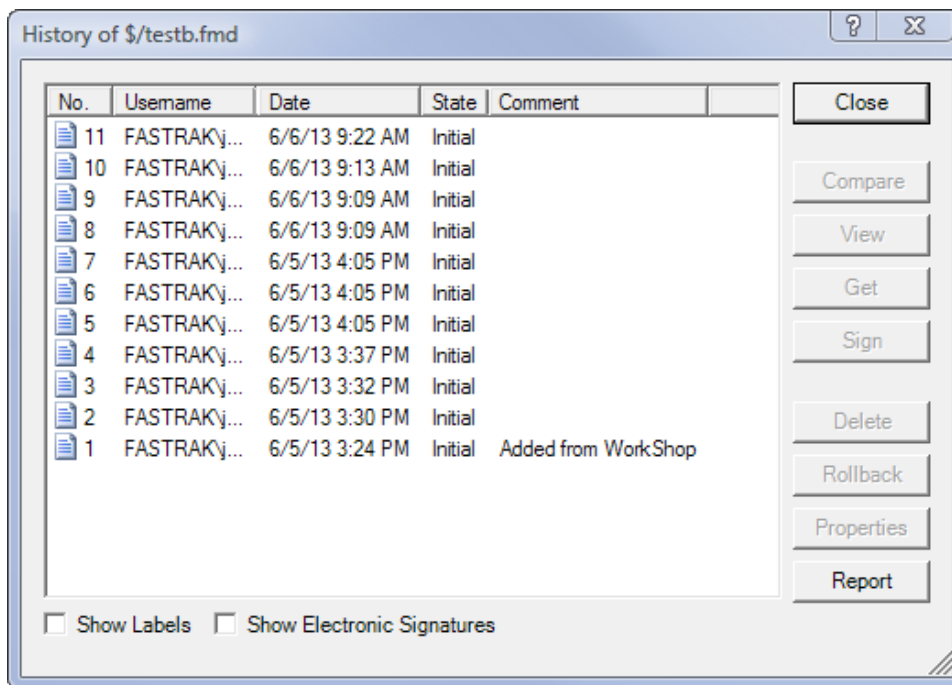 History of $/testb.fmd
No. Username Date State Comment
11 FASTRAK\j... 6/6/13 9:22 AM Initial
10 FASTRAK\j... 6/6/13 9:13 AM Initial
9 FASTRAK\j... 6/6/13 9:09 AM Initial
8 FASTRAK\j... 6/6/13 9:09 AM Initial
7 FASTRAK\j... 6/5/13 4:05 PM Initial
6 FASTRAK\j... 6/5/13 4:05 PM Initial
5 FASTRAK\j... 6/5/13 4:05 PM Initial
4 FASTRAK\j... 6/5/13 3:37 PM Initial
3 FASTRAK\j... 6/5/13 3:32 PM Initial
2 FASTRAK\j... 6/5/13 3:30 PM Initial
1 FASTRAK\j... 6/5/13 3:24 PM Initial Added from WorkShop
Close
Compare
View
Get
Sign
Delete
Rollback
Properties
Report
Show Labels Show Electronic Signatures